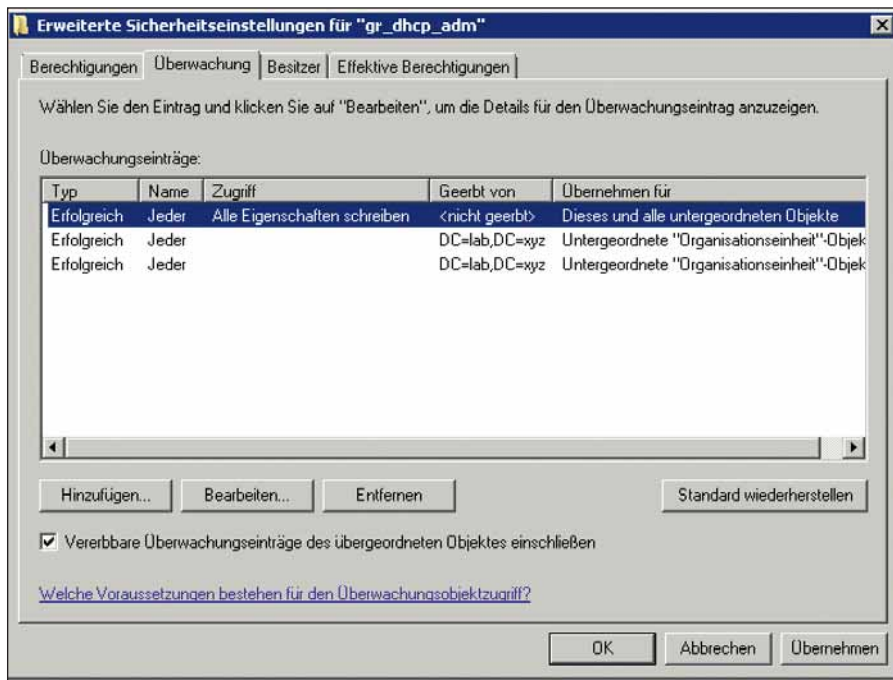 Erweiterte Sicherheitseinstellungen für "gr_dhcp_adm"
Berechtigungen Überwachung Besitzer Effektive Berechtigungen
Wählen Sie den Eintrag und klicken Sie auf "Bearbeiten", um die Details für den Überwachungseintrag anzuzeigen.
Überwachungseinträge:
Typ Name Zugriff Geerbt von Übernehmen für
Erfolgreich Jeder Alle Eigenschaften schreiben <nicht geerbt> Dieses und alle untergeordneten Objekte
Erfolgreich Jeder DC=lab,DC=xyz Untergeordnete "Organisationseinheit"-Objek
Erfolgreich Jeder DC=lab,DC=xyz Untergeordnete "Organisationseinheit"-Objek
Hinzufügen... Bearbeiten... Entfernen Standard wiederherstellen
Vererbbare Überwachungseinträge des übergeordneten Objektes einschließen
Welche Voraussetzungen bestehen für den Überwachungsobjektzugriff?
OK Abbrechen Übernehmen